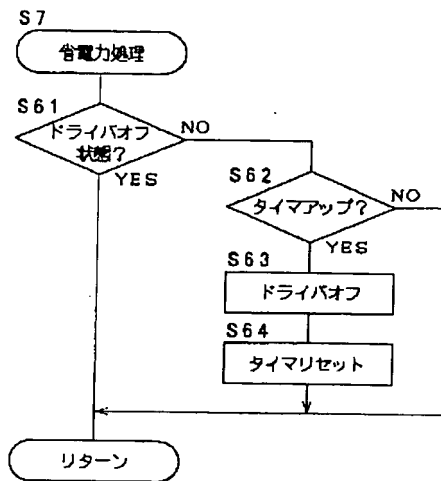 S7
省電力処理
S61
ドライバオフ
状態?
NO
YES
S62
タイマアップ?
NO
YES
S63
ドライバオフ
S64
タイマリセット
リターン